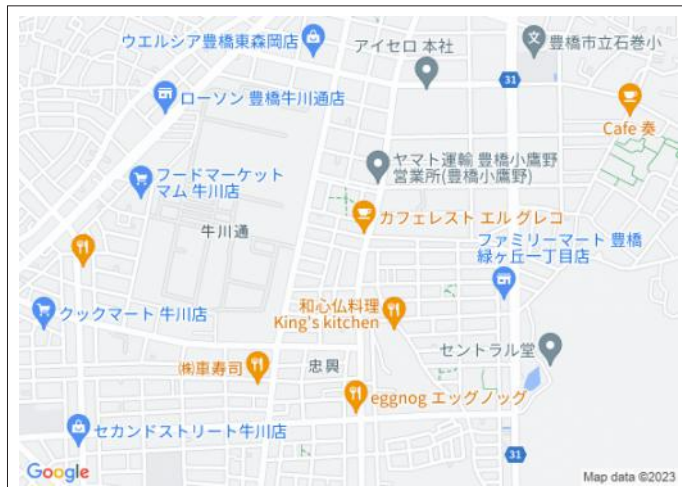 ウエルシア豊橋東森岡店
アイセロ 本社
豊橋市立石巻小
31
ローソン 豊橋牛川通店
Cafe 奏
フードマーケット
マム 牛川店
ヤマト運輸 豊橋小鷹野
営業所(豊橋小鷹野)
カフェレスト エル グレコ
牛川通
ファミリーマート 豊橋
緑ヶ丘一丁目店
クックマート 牛川店
和心仏料理
King's kitchen
セントラル堂
㈱車寿司
忠興
eggnog エッグノッグ
セカンドストリート牛川店
31
Google
Map data ©2023